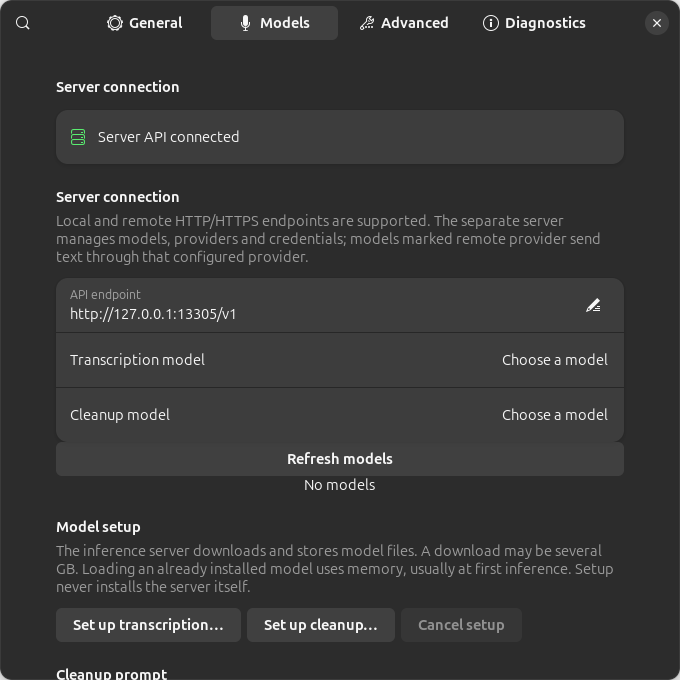 General
Models
Advanced
Diagnostics
Server connection
Server API connected
Server connection
Local and remote HTTP/HTTPS endpoints are supported. The separate server
manages models, providers and credentials; models marked remote provider send
text through that configured provider.
API endpoint
http://127.0.0.1:13305/v1
Transcription model
Choose a model
Cleanup model
Choose a model
Refresh models
No models
Model setup
The inference server downloads and stores model files. A download may be several
GB. Loading an already installed model uses memory, usually at first inference. Setup
never installs the server itself.
Set up transcription...
Set up cleanup...
Cancel setup
Cleanup prompt